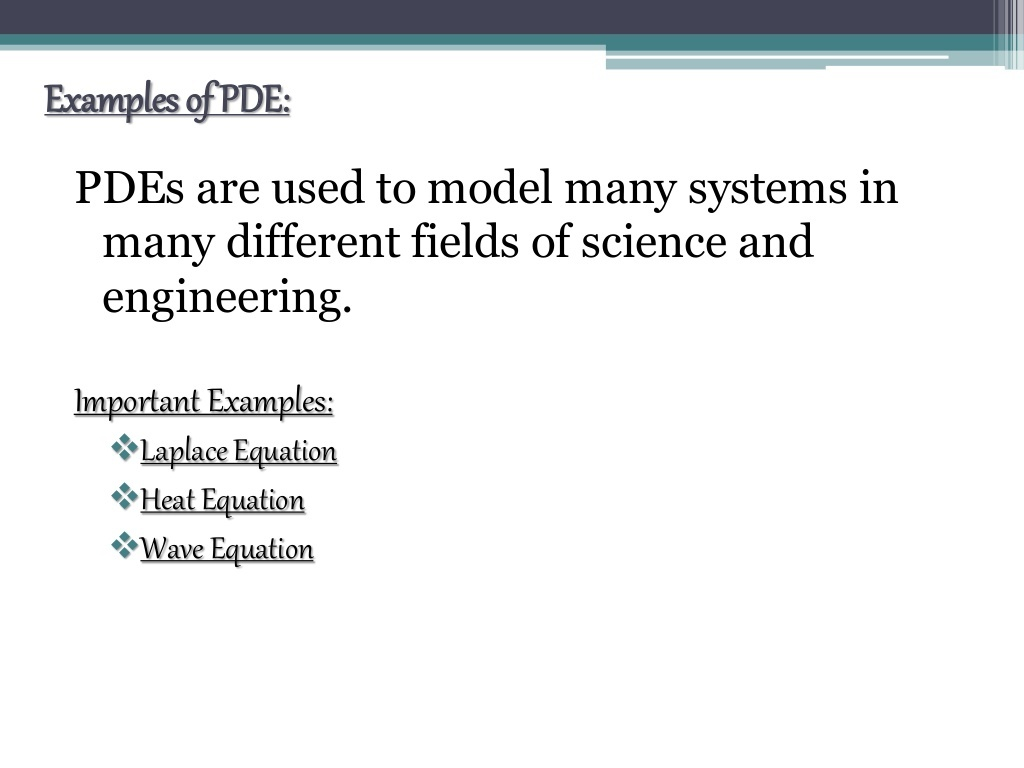 Examples of PDE:
PDEs are used to model many systems in
many different fields of science and
engineering.
Important Examples:
❖Laplace Equation
❖Heat Equation
❖Wave Equation